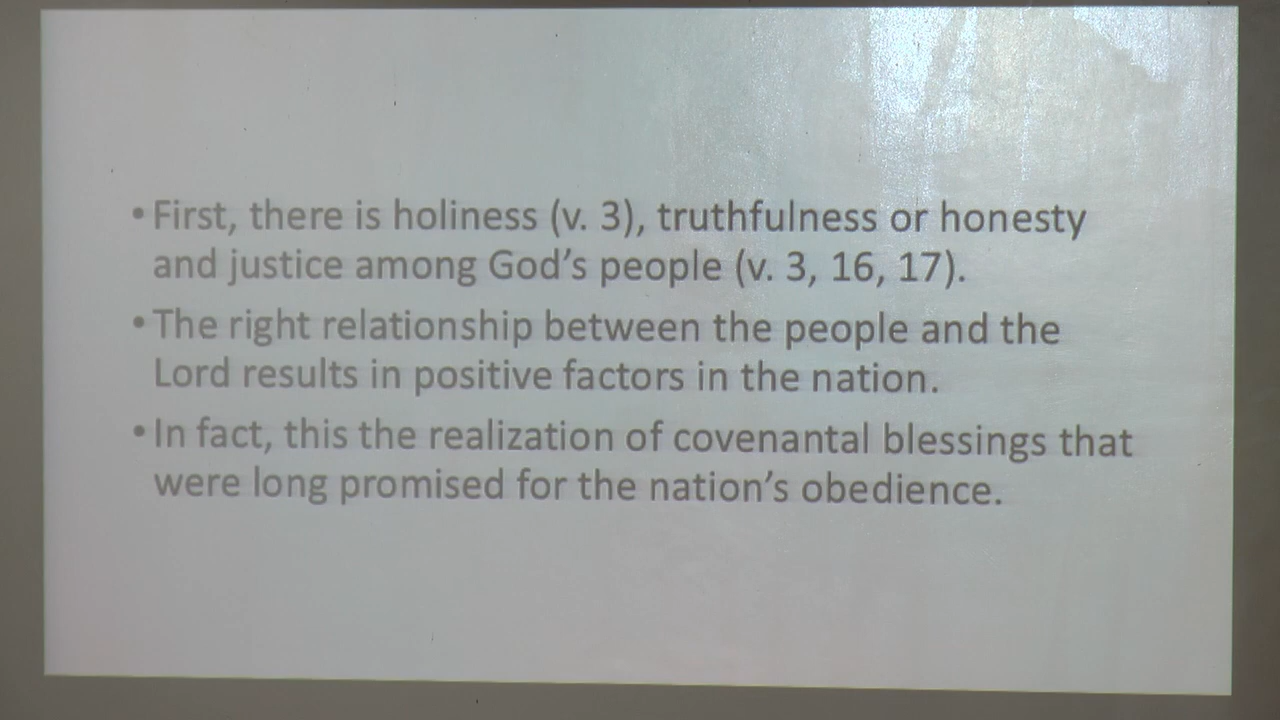 • First, there is holiness (v. 3), truthfulness or honesty
and justice among God's people (v. 3, 16, 17).
• The right relationship between the people and the
Lord results in positive factors in the nation.
• In fact, this the realization of covenantal blessings that
were long promised for the nation's obedience.